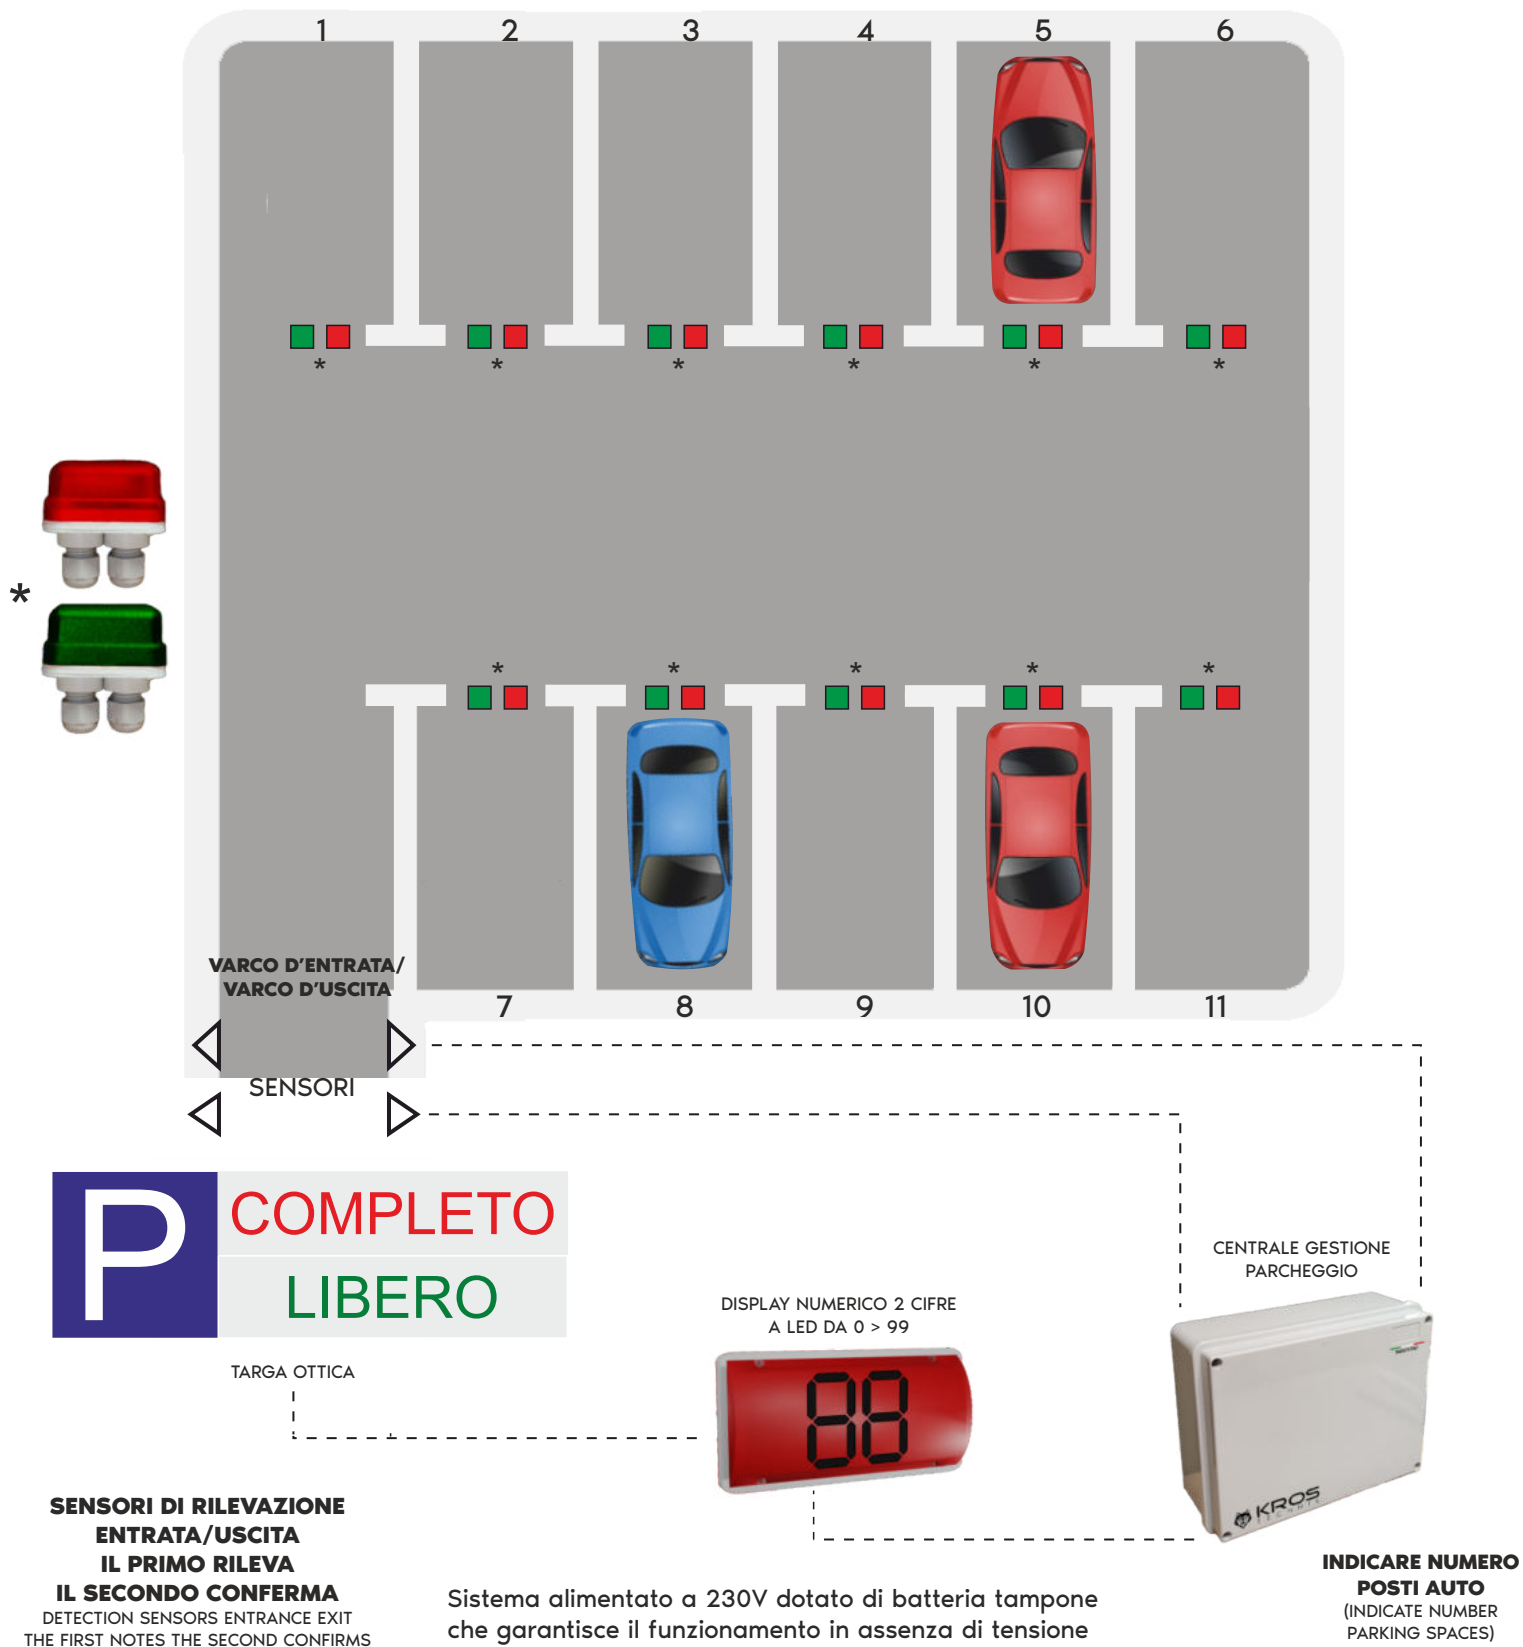 1 2 3 4 5 6
* * * * * *
*
* * * * *
VARCO D'ENTRATA/
VARCO D'USCITA
7 8 9 10 11
SENSORI
P
COMPLETO
LIBERO
TARGA OTTICA
DISPLAY NUMERICO 2 CIFRE
A LED DA 0 > 99
88
CENTRALE GESTIONE
PARCHEGGIO
KROS
SENSORI DI RILEVAZIONE
ENTRATA/USCITA
IL PRIMO RILEVA
IL SECONDO CONFERMA
DETECTION SENSORS ENTRANCE EXIT
THE FIRST NOTES THE SECOND CONFIRMS
Sistema alimentato a 230V dotato di batteria tampone
che garantisce il funzionamento in assenza di tensione
INDICARE NUMERO
POSTI AUTO
(INDICATE NUMBER
PARKING SPACES)